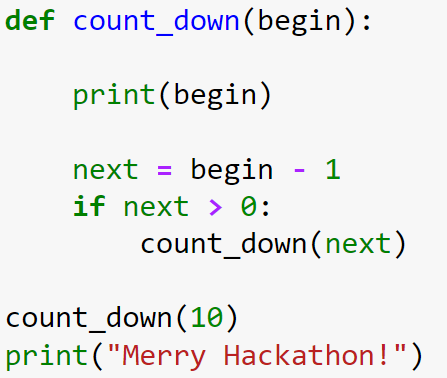 def count_down(begin):
    print(begin)
    next = begin - 1
    if next > 0:
        count_down(next)
count_down(10)
print("Merry Hackathon!")